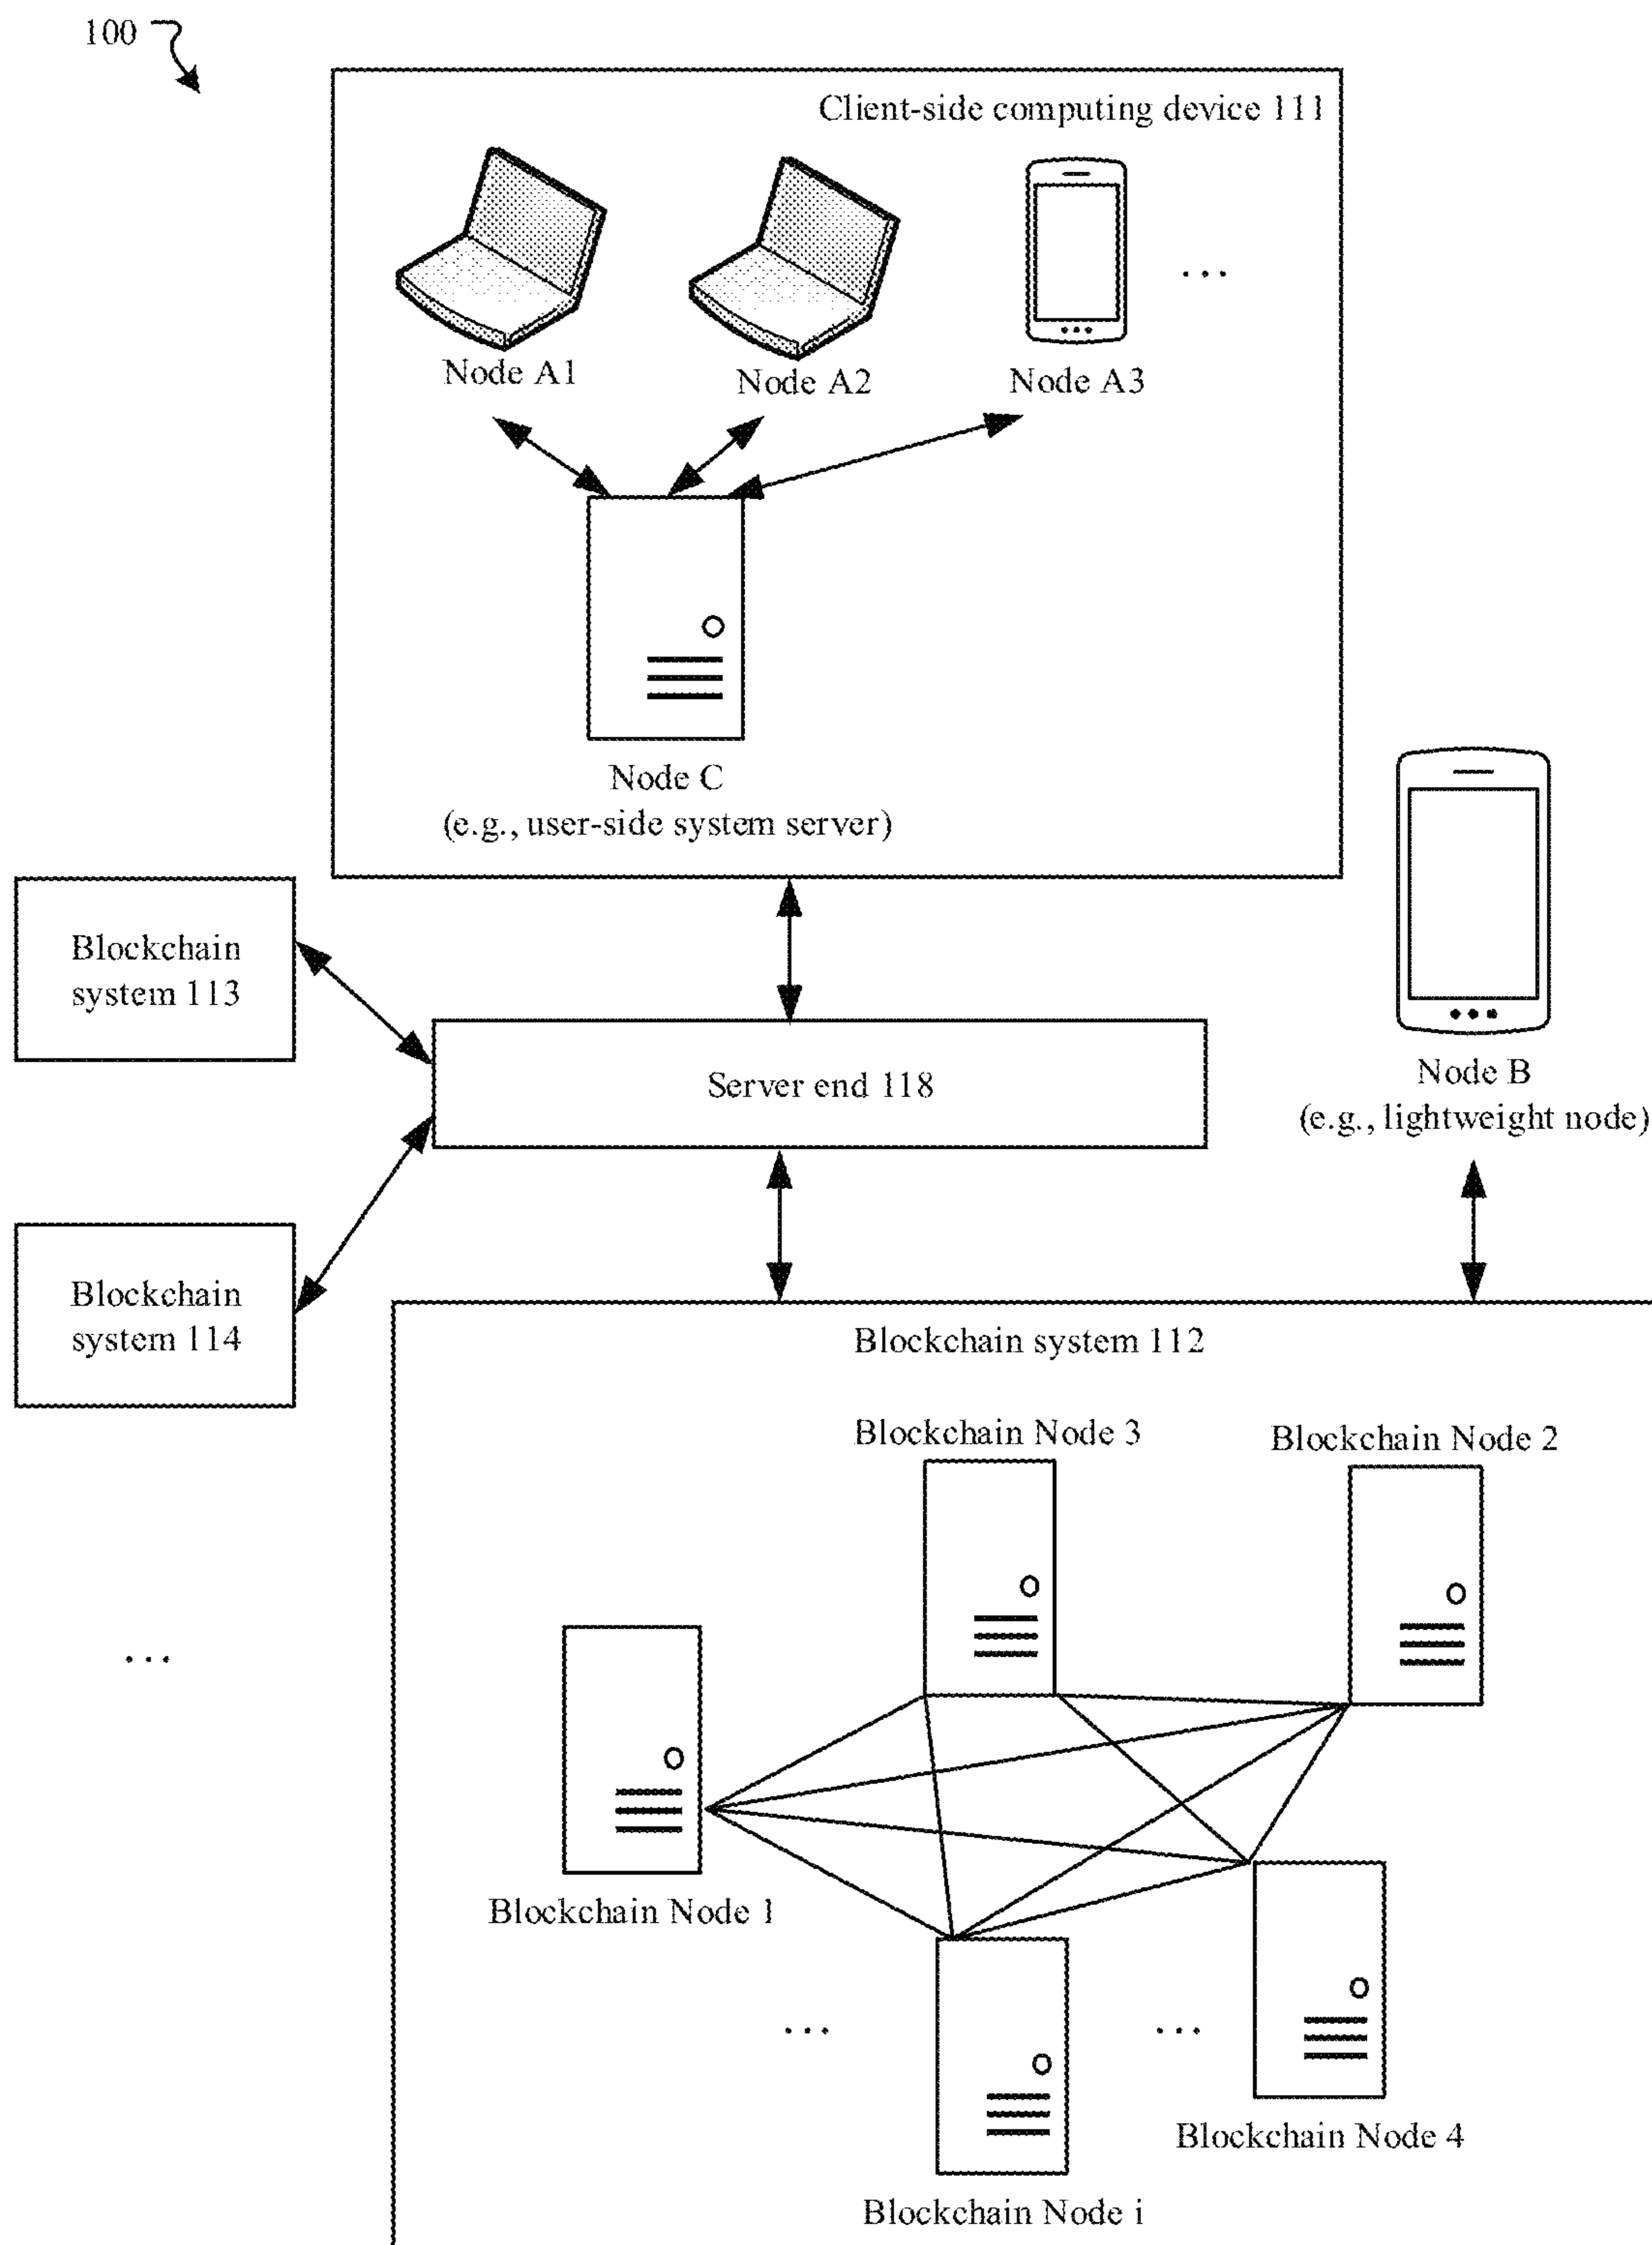 100
Client-side computing device 111
...
Node A1
Node A2
Node A3
Node C
(e.g., user-side system server)
Blockchain
system 113
Server end 118
Node B
(e.g., lightweight node)
Blockchain
system 114
Blockchain system 112
Blockchain Node 3
Blockchain Node 2
...
Blockchain Node 1
...
...
Blockchain Node 4
Blockchain Node i